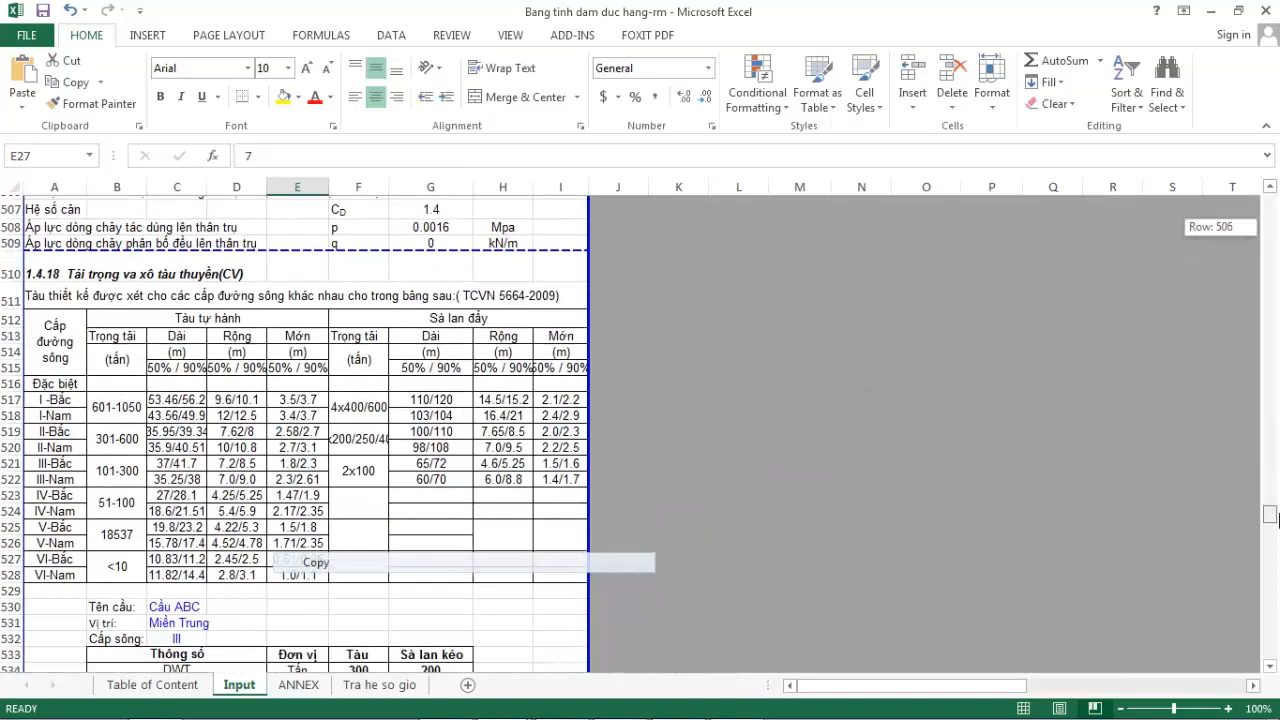 Bang tinh dam duc hang-rm - Microsoft Excel
FILE HOME INSERT PAGE LAYOUT FORMULAS DATA REVIEW VIEW ADD-INS FOXIT PDF Sign in
Paste Cut Copy Format Painter Clipboard
Arial 10 B I U A Font
Wrap Text Merge & Center Alignment
General $ % , Number
Conditional Formatting Format as Table Cell Styles Styles
Insert Delete Format Cells
AutoSum Fill Clear Sort & Filter Find & Select Editing
E27 fx 7
A B C D E F G H I J K L M N O P Q R S T
507 Hệ số cản CD 1.4
Row: 506
508 Áp lực dòng chảy tác dùng lên thân trụ p 0.0016 Mpa
509 Áp lực dòng chảy phân bố đều lên thân trụ q 0 kN/m
510 1.4.18 Tải trọng va xô tàu thuyền(CV)
511 Tàu thiết kế được xét cho các cấp đường sông khác nhau cho trong bảng sau:( TCVN 5664-2009)
512 Cấp đường sông Tàu tự hành Sà lan đẩy
513 Trọng tải Dài Rộng Mớn Trọng tải Dài Rộng Mớn
514 (tấn) (m) (m) (m) (tấn) (m) (m) (m)
515 50% / 90% 50% / 90% 50% / 90% 50% / 90% 50% / 90% 50% / 90%
516 Đặc biệt
517 I -Bắc 601-1050 53.46/56.2 9.6/10.1 3.5/3.7 4x400/600 110/120 14.5/15.2 2.1/2.2
518 I-Nam 43.56/49.9 12/12.5 3.4/3.7 103/104 16.4/21 2.4/2.9
519 II-Bắc 301-600 35.95/39.34 7.62/8 2.58/2.7 x200/250/40 100/110 7.65/8.5 2.0/2.3
520 II-Nam 35.9/40.51 10/10.8 2.7/3.1 98/108 7.0/9.5 2.2/2.5
521 III-Bắc 101-300 37/41.7 7.2/8.5 1.8/2.3 2x100 65/72 4.6/5.25 1.5/1.6
522 III-Nam 35.25/38 7.0/9.0 2.3/2.61 60/70 6.0/8.8 1.4/1.7
523 IV-Bắc 51-100 27/28.1 4.25/5.25 1.47/1.9
524 IV-Nam 18.6/21.51 5.4/5.9 2.17/2.35
525 V-Bắc 18537 19.8/23.2 4.22/5.3 1.5/1.8
526 V-Nam 15.78/17.4 4.52/4.78 1.71/2.35
527 VI-Bắc <10 10.83/11.2 2.45/2.5
Copy
528 VI-Nam 11.82/14.4 2.8/3.1 1.0/1.1
529
530 Tên cầu: Cầu ABC
531 Vị trí: Miền Trung
532 Cấp sông: III
533 Thông số Đơn vị Tàu Sà lan kéo
534 DWT Tấn 300 200
Table of Content Input ANNEX Tra he so gio
READY 100%